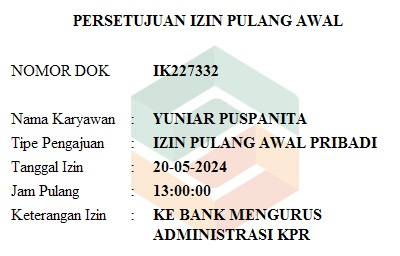 PERSETUJUAN IZIN PULANG AWAL
NOMOR DOK IK227332
Nama Karyawan : YUNIAR PUSPANITA
Tipe Pengajuan : IZIN PULANG AWAL PRIBADI
Tanggal Izin : 20-05-2024
Jam Pulang : 13:00:00
Keterangan Izin : KE BANK MENGURUS
ADMINISTRASI KPR